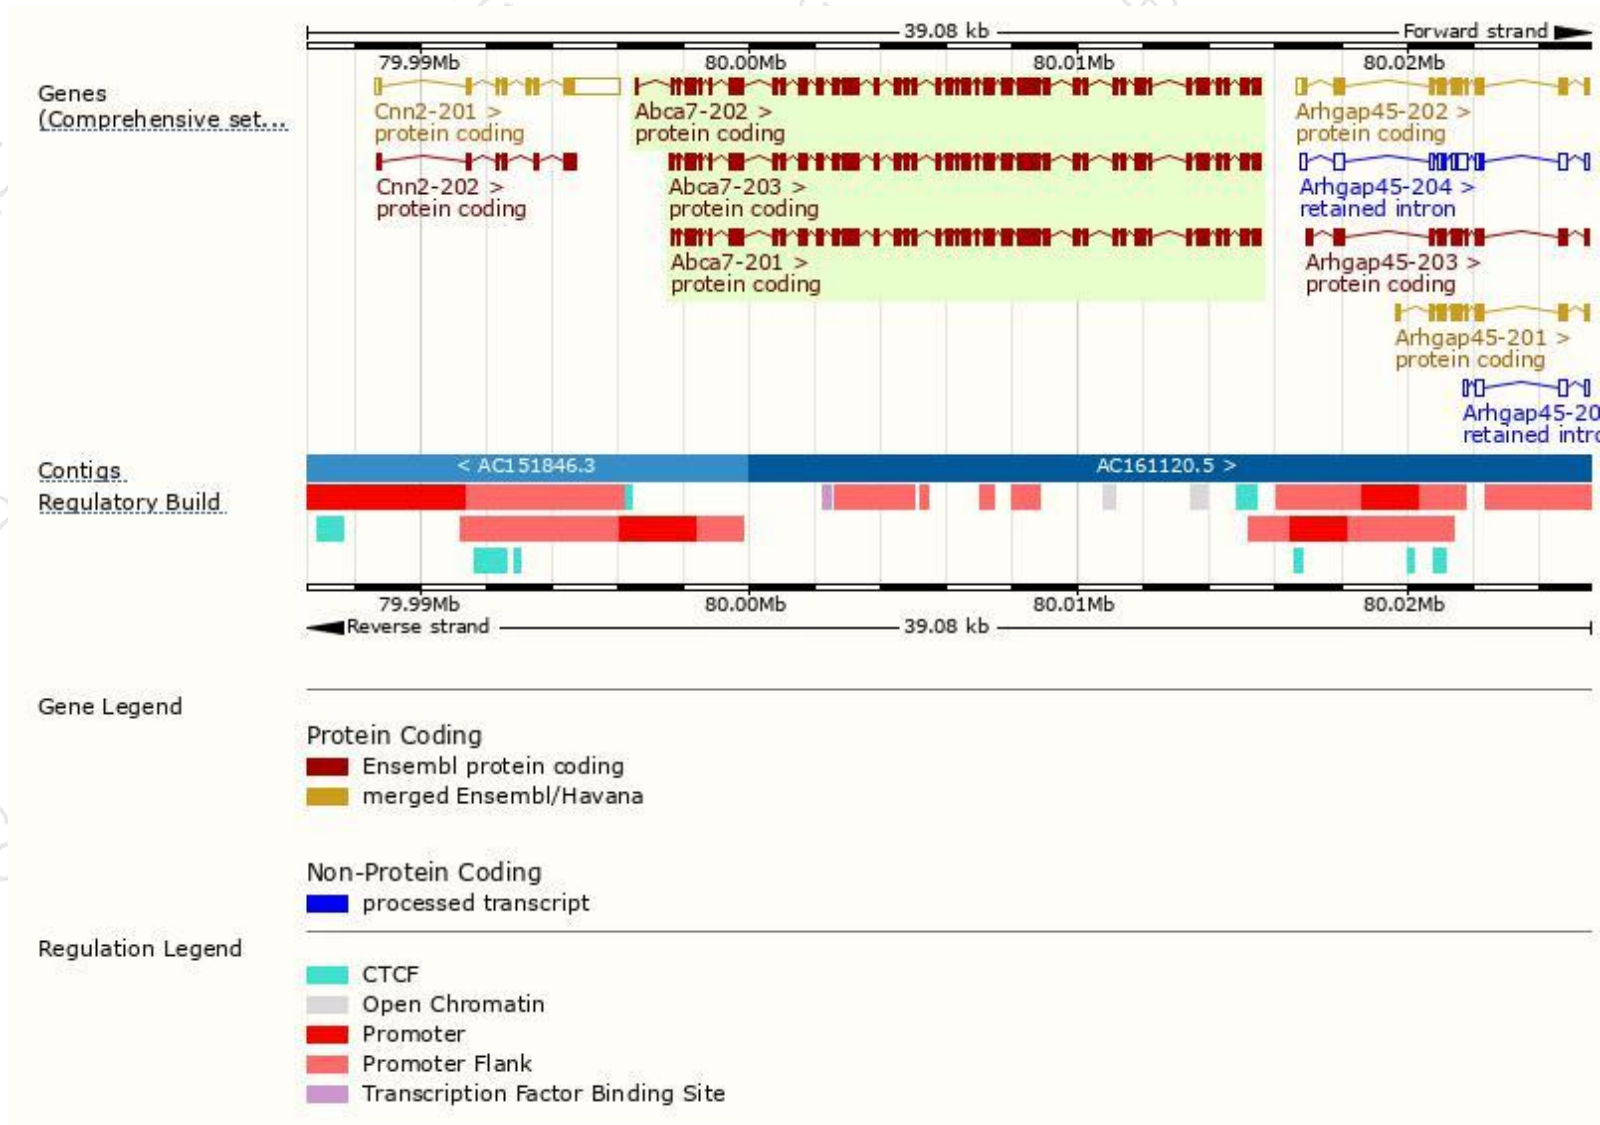 39.08 kb
Forward strand
79.99Mb 80.00Mb 80.01Mb 80.02Mb
Genes
(Comprehensive set...
Cnn2-201 >
protein coding
Abca7-202 >
protein coding
Arhgap45-202 >
protein coding
Cnn2-202 >
protein coding
Abca7-203 >
protein coding
Arhgap45-204 >
retained intron
Abca7-201 >
protein coding
Arhgap45-203 >
protein coding
Arhgap45-201 >
protein coding
Arhgap45-20
retained intro
Contigs
< AC151846.3
AC161120.5 >
Regulatory Build
79.99Mb 80.00Mb 80.01Mb 80.02Mb
Reverse strand
39.08 kb
Gene Legend
Protein Coding
Ensembl protein coding
merged Ensembl/Havana
Non-Protein Coding
processed transcript
Regulation Legend
CTCF
Open Chromatin
Promoter
Promoter Flank
Transcription Factor Binding Site